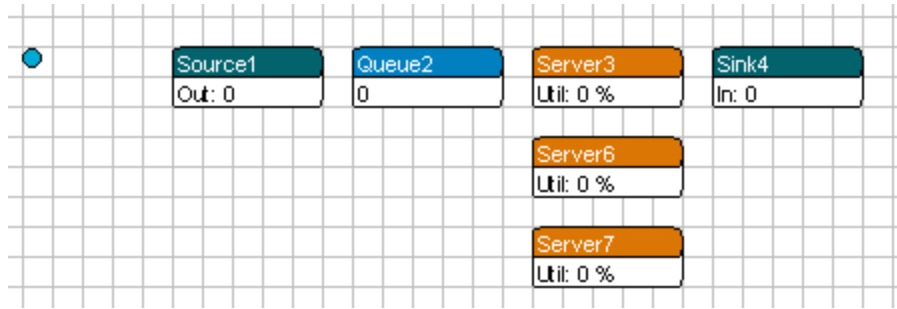 Source1
Out: 0
Queue2
0
Server3
Util: 0 %
Sink4
In: 0
Server6
Util: 0 %
Server7
Util: 0 %